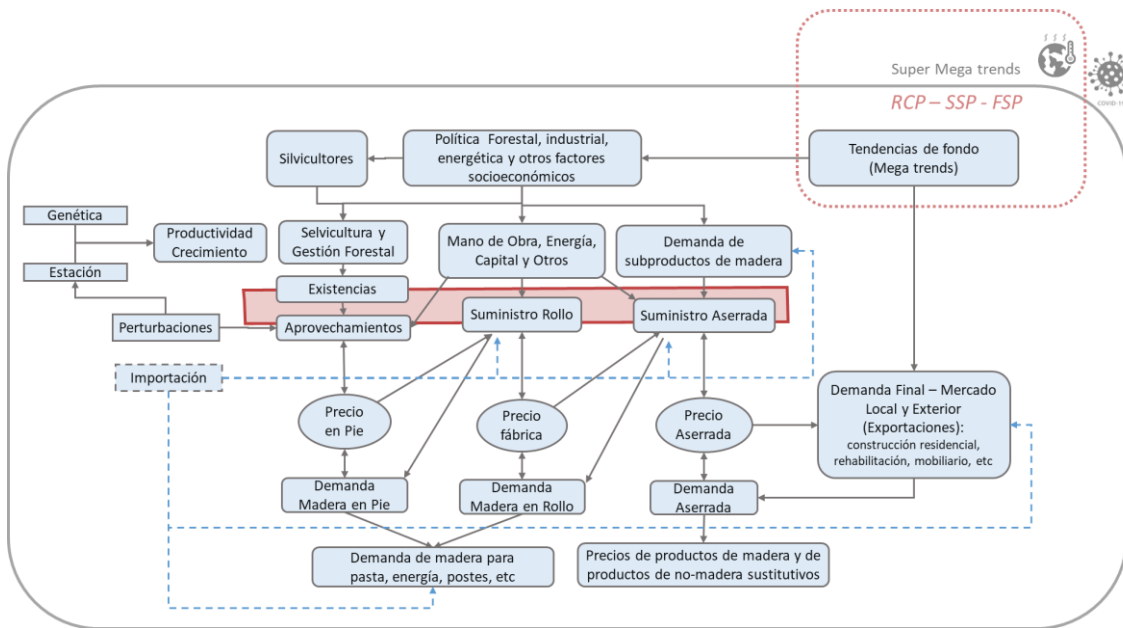 Super Mega trends
COVID-19
RCP – SSP - FSP
Silvicultores
Política Forestal, industrial,
energética y otros factores
socioeconómicos
Tendencias de fondo
(Mega trends)
Genética
Productividad
Crecimiento
Estación
Selvicultura y
Gestión Forestal
Mano de Obra, Energía,
Capital y Otros
Demanda de
subproductos de madera
Existencias
Perturbaciones
Aprovechamientos
Suministro Rollo
Suministro Aserrada
Importación
Precio
en Pie
Precio
fábrica
Precio
Aserrada
Demanda Final – Mercado
Local y Exterior
(Exportaciones):
construcción residencial,
rehabilitación, mobiliario, etc
Demanda
Madera en Pie
Demanda
Madera en Rollo
Demanda
Aserrada
Demanda de madera para
pasta, energía, postes, etc
Precios de productos de madera y de
productos de no-madera sustitutivos